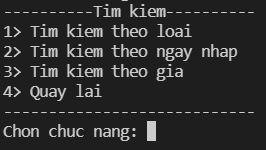 ----------Tim kiem----------
1> Tim kiem theo loai
2> Tim kiem theo ngay nhap
3> Tim kiem theo gia
4> Quay lai
----------------------------
Chon chuc nang: